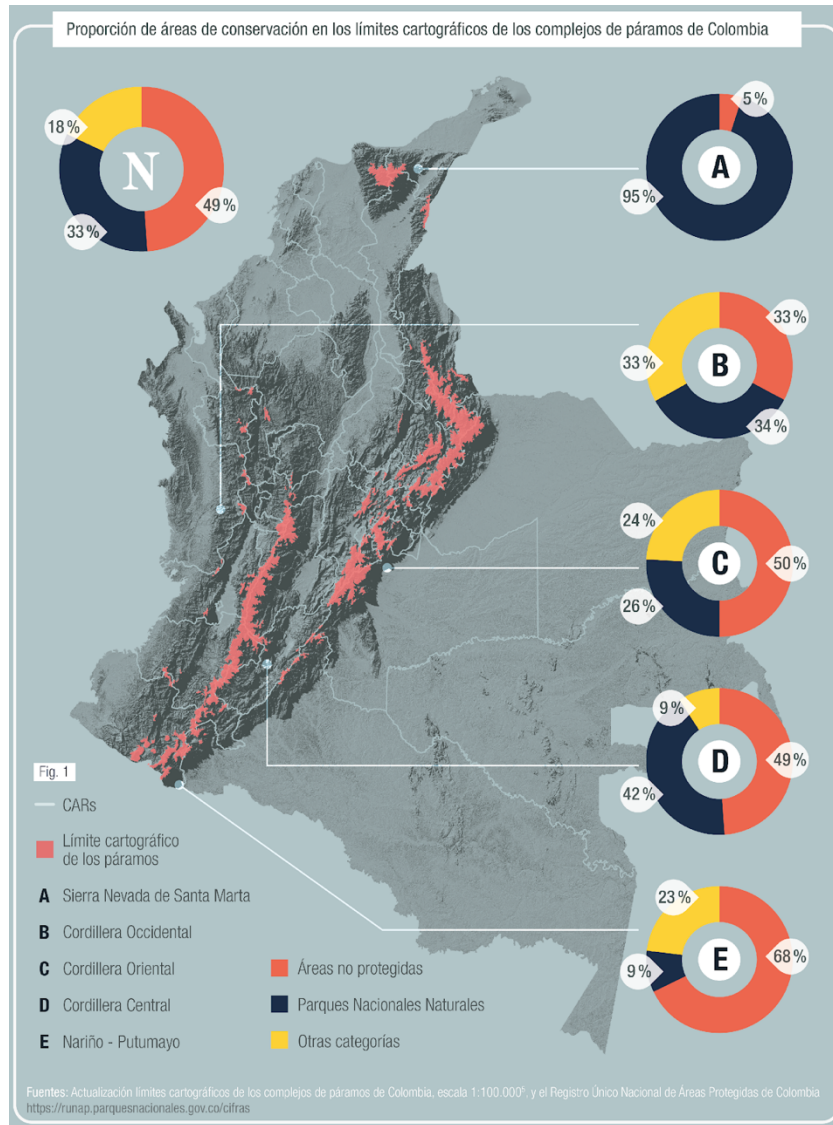 Proporción de áreas de conservación en los límites cartográficos de los complejos de páramos de Colombia
18 %
N
33 %
49 %
5 %
A
95 %
33 %
B
33 %
34 %
24 %
C
50 %
26 %
9 %
D
49 %
42 %
23 %
E
68 %
9 %
Fig. 1
CARs
Límite cartográfico
de los páramos
A Sierra Nevada de Santa Marta
B Cordillera Occidental
C Cordillera Oriental
D Cordillera Central
E Nariño - Putumayo
Áreas no protegidas
Parques Nacionales Naturales
Otras categorías
Fuentes: Actualización límites cartográficos de los complejos de páramos de Colombia, escala 1:100.000, y el Registro Único Nacional de Áreas Protegidas de Colombia
https://runap.parquesnacionales.gov.co/cifras